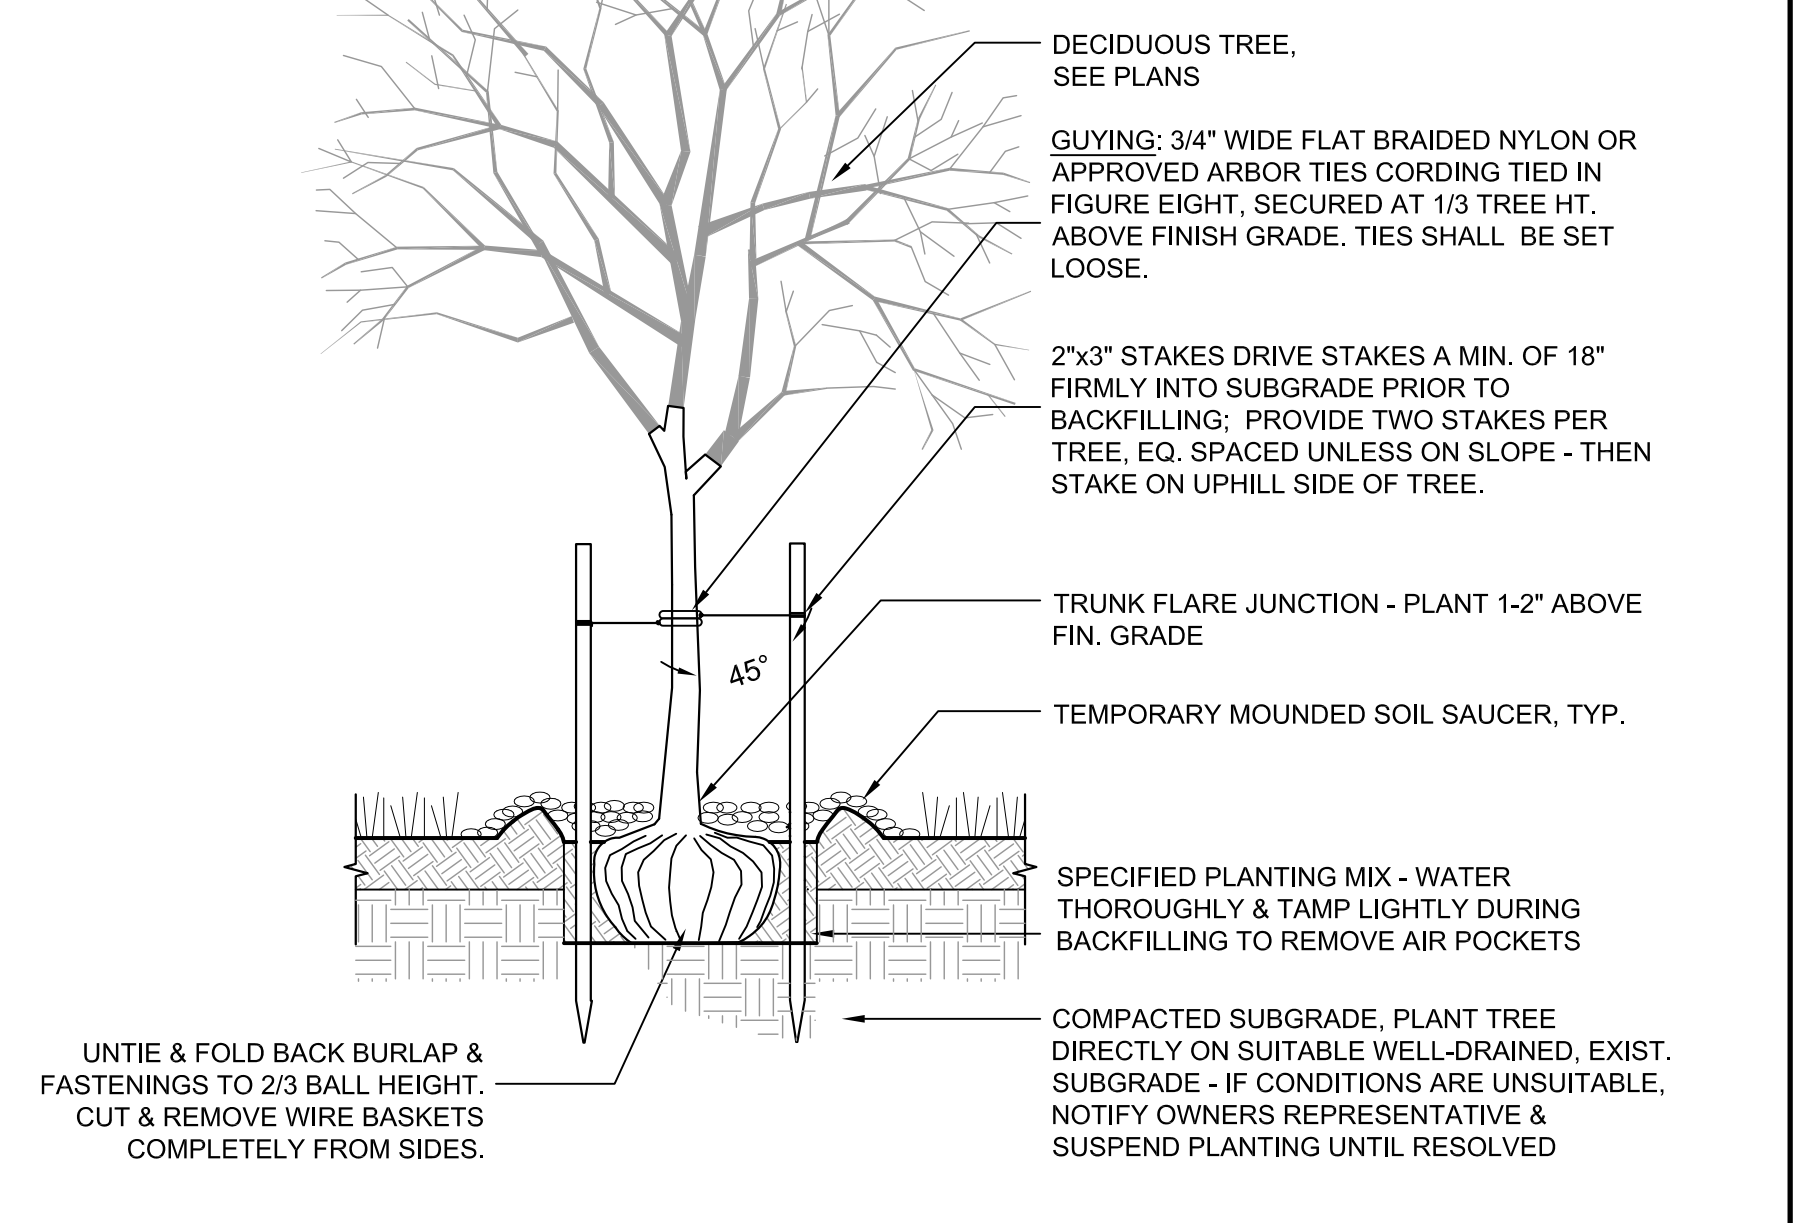 DECIDUOUS TREE,
SEE PLANS
GUYING: 3/4" WIDE FLAT BRAIDED NYLON OR
APPROVED ARBOR TIES CORDING TIED IN
FIGURE EIGHT, SECURED AT 1/3 TREE HT.
ABOVE FINISH GRADE. TIES SHALL BE SET
LOOSE.
2"x3" STAKES DRIVE STAKES A MIN. OF 18"
FIRMLY INTO SUBGRADE PRIOR TO
BACKFILLING; PROVIDE TWO STAKES PER
TREE, EQ. SPACED UNLESS ON SLOPE - THEN
STAKE ON UPHILL SIDE OF TREE.
TRUNK FLARE JUNCTION - PLANT 1-2" ABOVE
FIN. GRADE
45°
TEMPORARY MOUNDED SOIL SAUCER, TYP.
SPECIFIED PLANTING MIX - WATER
THOROUGHLY & TAMP LIGHTLY DURING
BACKFILLING TO REMOVE AIR POCKETS
COMPACTED SUBGRADE, PLANT TREE
DIRECTLY ON SUITABLE WELL-DRAINED, EXIST.
SUBGRADE - IF CONDITIONS ARE UNSUITABLE,
NOTIFY OWNERS REPRESENTATIVE &
SUSPEND PLANTING UNTIL RESOLVED
UNTIE & FOLD BACK BURLAP &
FASTENINGS TO 2/3 BALL HEIGHT.
CUT & REMOVE WIRE BASKETS
COMPLETELY FROM SIDES.